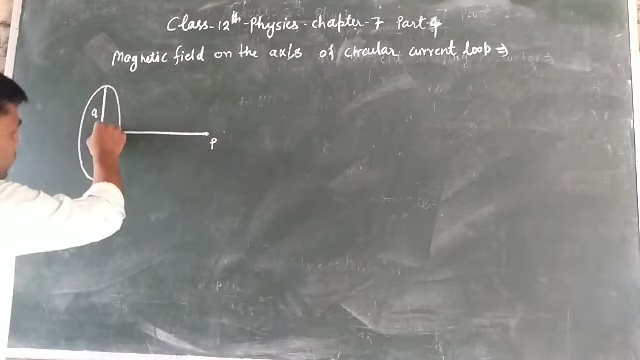 Class-12th-Physics-chapter-7 Part-4
Magnetic field on the axis of circular current loop ⇒
a
P